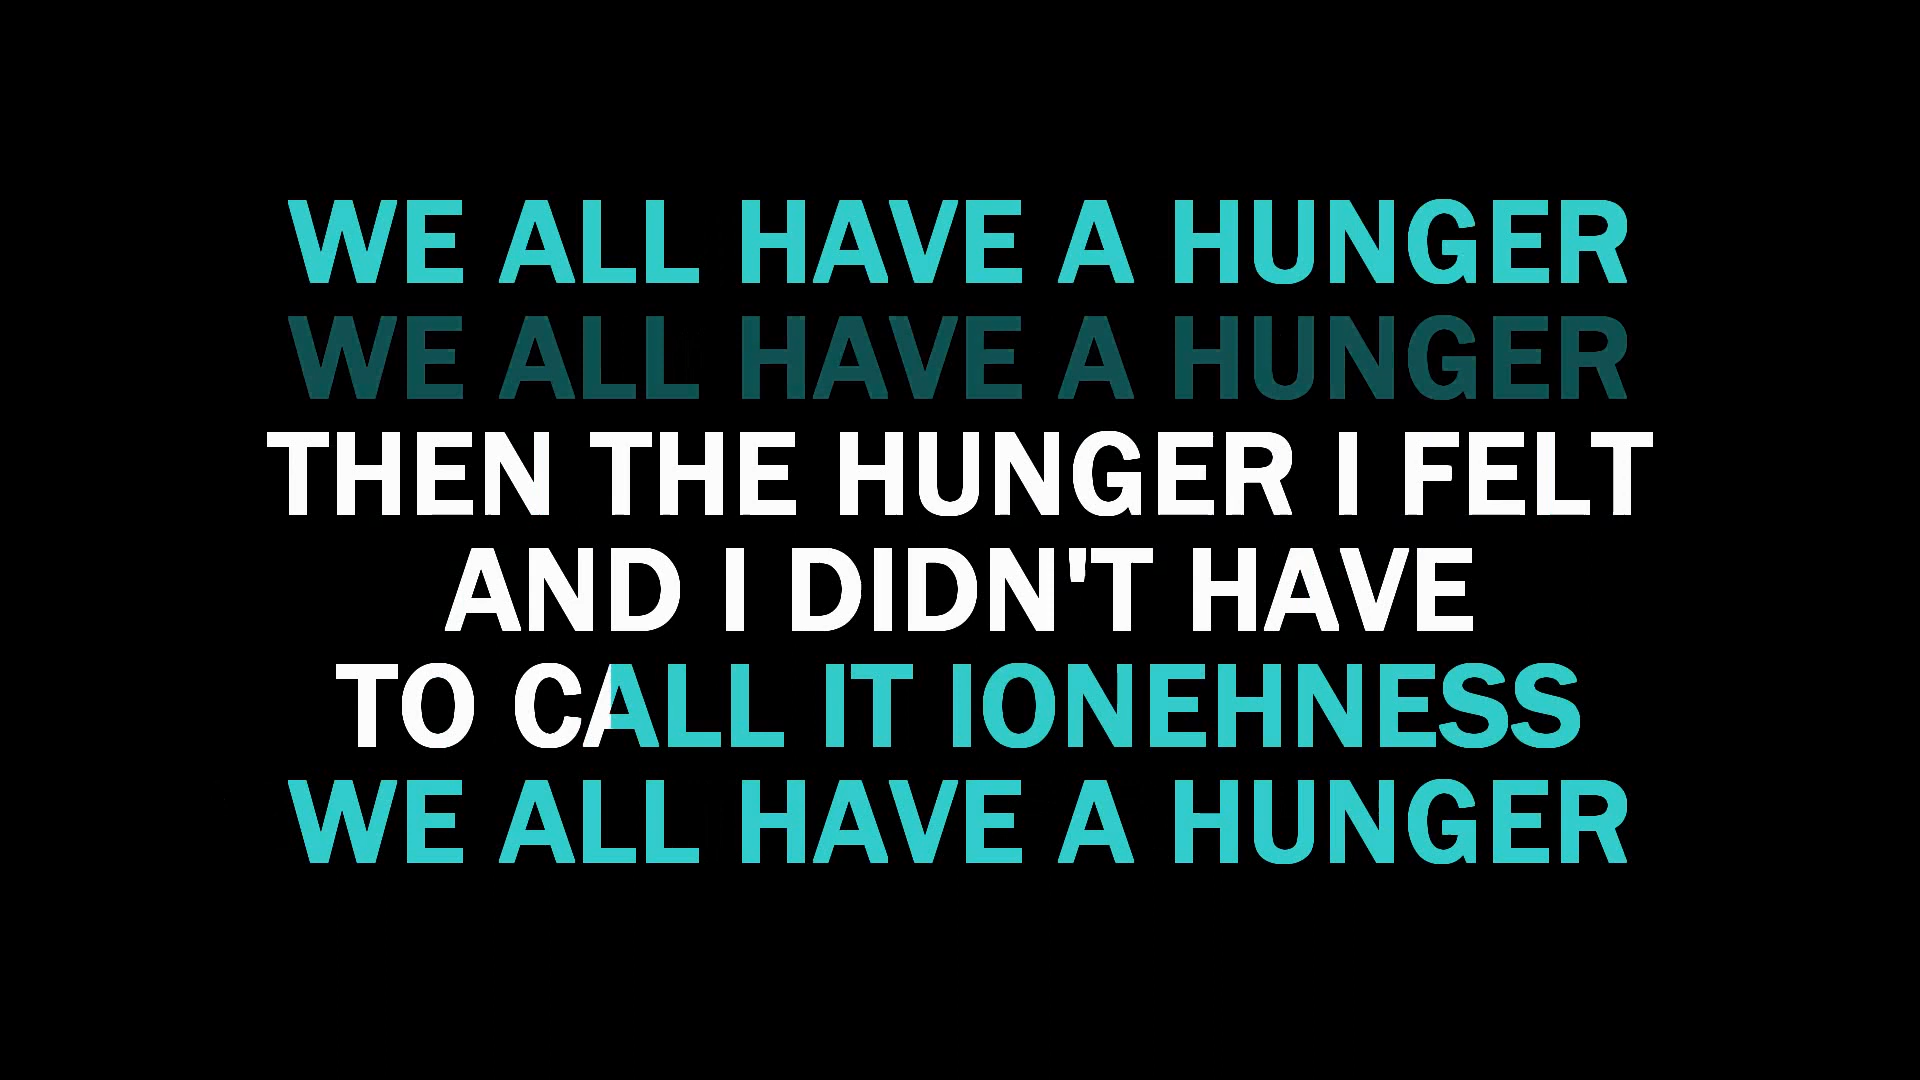 WE ALL HAVE A HUNGER
WE ALL HAVE A HUNGER
THEN THE HUNGER I FELT
AND I DIDN'T HAVE
TO CALL IT IONEHNESS
WE ALL HAVE A HUNGER